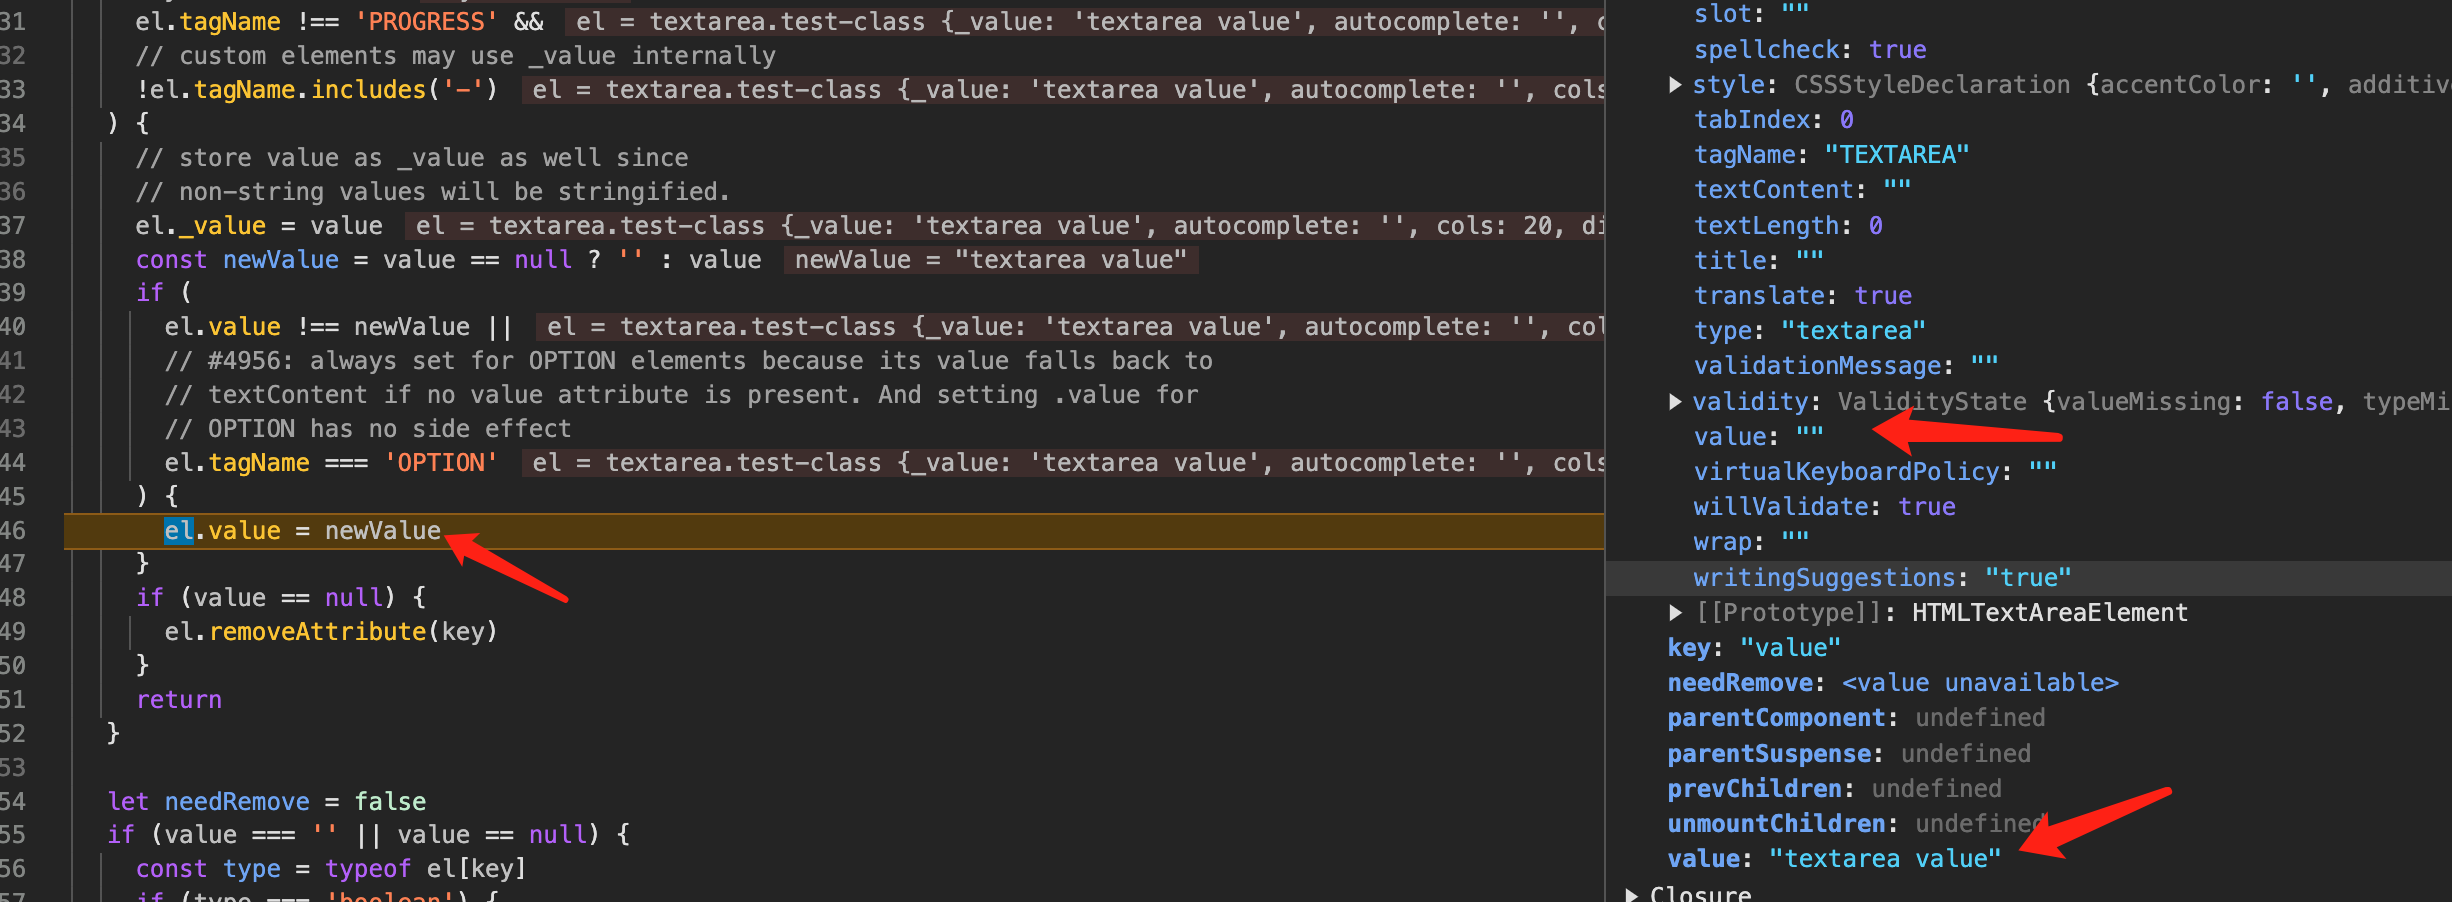 31 el.tagName !== 'PROGRESS' && el = textarea.test-class {_value: 'textarea value', autocomplete: '', c
32 // custom elements may use _value internally
33 !el.tagName.includes('-') el = textarea.test-class {_value: 'textarea value', autocomplete: '', cols
34 ) {
35 // store value as _value as well since
36 // non-string values will be stringified.
37 el._value = value el = textarea.test-class {_value: 'textarea value', autocomplete: '', cols: 20, di
38 const newValue = value == null ? '' : value newValue = "textarea value"
39 if (
40 el.value !== newValue || el = textarea.test-class {_value: 'textarea value', autocomplete: '', col
41 // #4956: always set for OPTION elements because its value falls back to
42 // textContent if no value attribute is present. And setting .value for
43 // OPTION has no side effect
44 el.tagName === 'OPTION' el = textarea.test-class {_value: 'textarea value', autocomplete: '', cols
45 ) {
46 el.value = newValue
47 }
48 if (value == null) {
49 el.removeAttribute(key)
50 }
51 return
52 }
53
54 let needRemove = false
55 if (value === '' || value == null) {
56 const type = typeof el[key]
57 if (type === 'boolean') {
slot: ""
spellcheck: true
▶ style: CSSStyleDeclaration {accentColor: '', additiv
tabIndex: 0
tagName: "TEXTAREA"
textContent: ""
textLength: 0
title: ""
translate: true
type: "textarea"
validationMessage: ""
▶ validity: ValidityState {valueMissing: false, typeMi
value: ""
virtualKeyboardPolicy: ""
willValidate: true
wrap: ""
writingSuggestions: "true"
▶ [[Prototype]]: HTMLTextAreaElement
key: "value"
needRemove: <value unavailable>
parentComponent: undefined
parentSuspense: undefined
prevChildren: undefined
unmountChildren: undefined
value: "textarea value"
▶ Closure